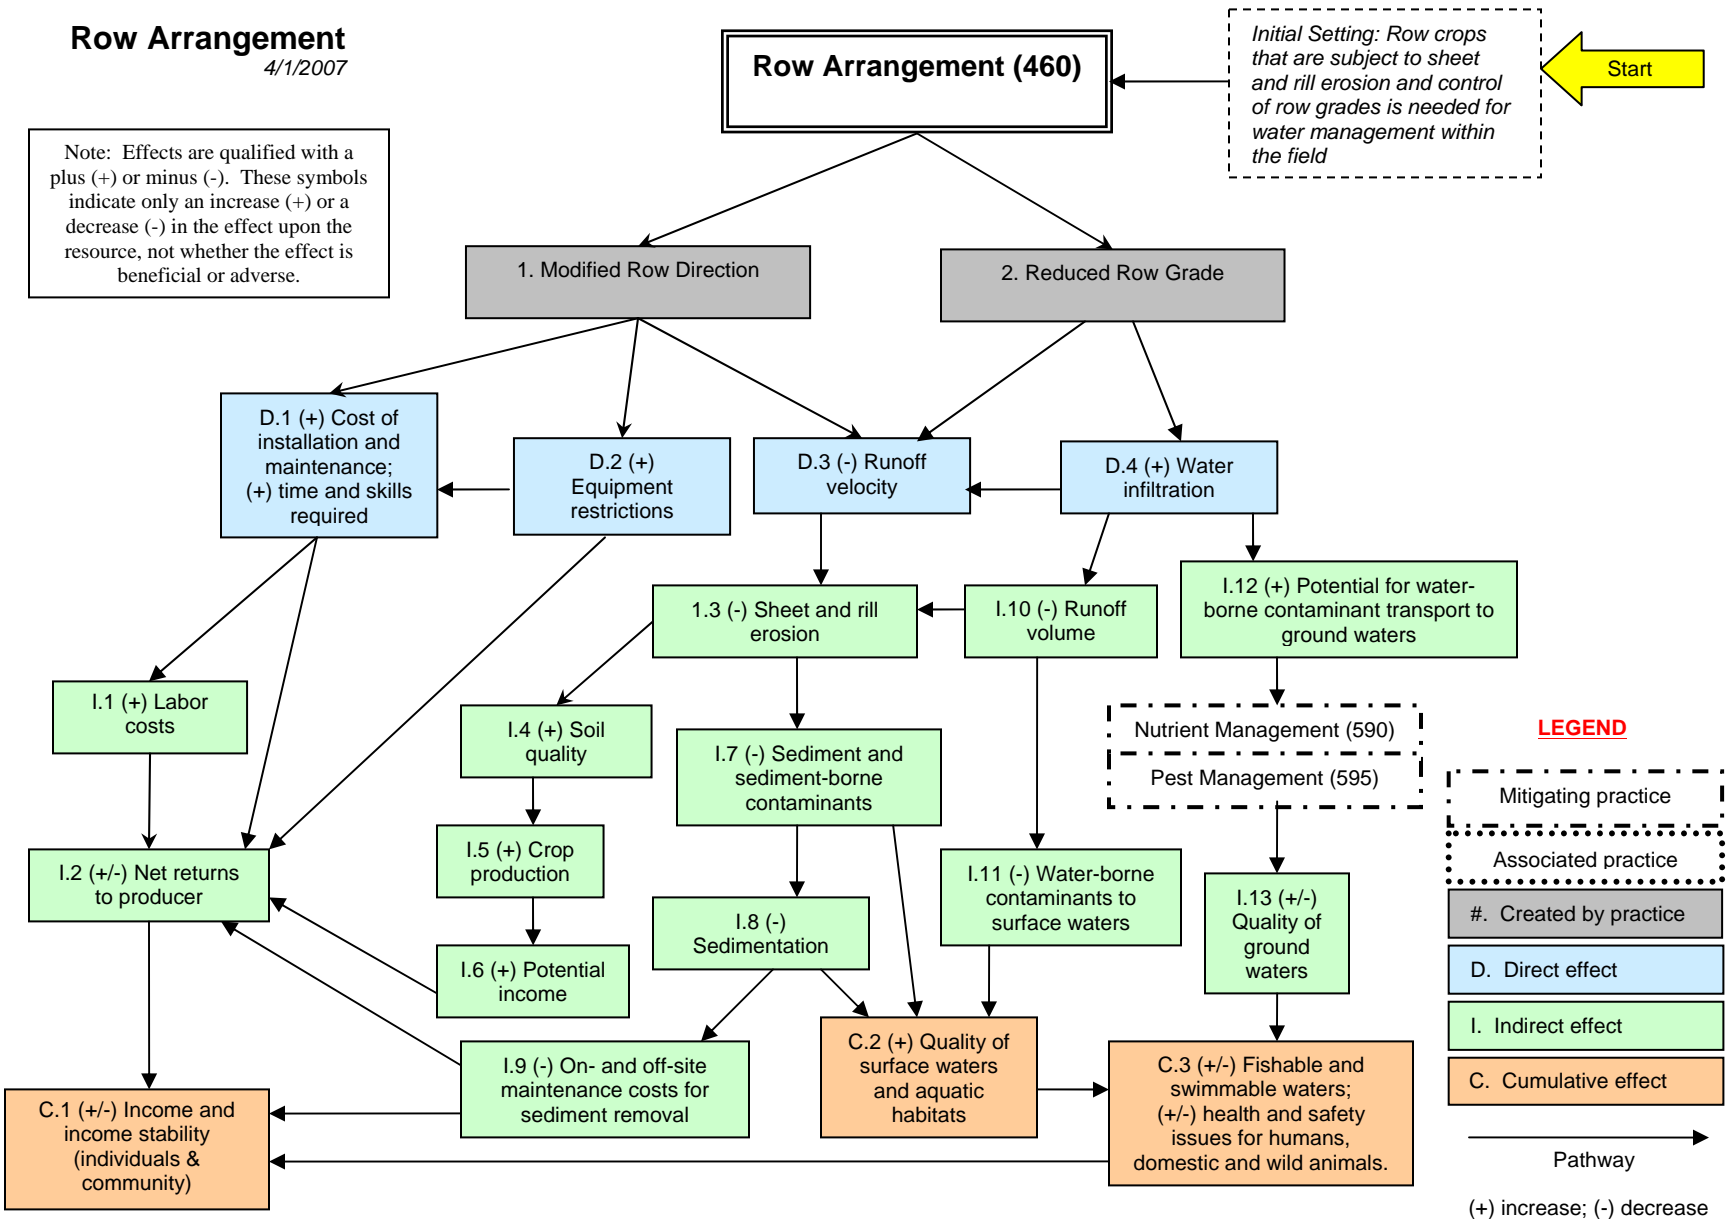 Row Arrangement
4/1/2007
Row Arrangement (460)
Initial Setting: Row crops
that are subject to sheet
and rill erosion and control
of row grades is needed for
water management within
the field
Start
Note: Effects are qualified with a
plus (+) or minus (-). These symbols
indicate only an increase (+) or a
decrease (-) in the effect upon the
resource, not whether the effect is
beneficial or adverse.
1. Modified Row Direction
2. Reduced Row Grade
D.1 (+) Cost of
installation and
maintenance;
(+) time and skills
required
D.2 (+)
Equipment
restrictions
D.3 (-) Runoff
velocity
D.4 (+) Water
infiltration
1.3 (-) Sheet and rill
erosion
I.10 (-) Runoff
volume
I.12 (+) Potential for water-
borne contaminant transport to
ground waters
I.1 (+) Labor
costs
I.4 (+) Soil
quality
I.7 (-) Sediment and
sediment-borne
contaminants
Nutrient Management (590)
Pest Management (595)
I.2 (+/-) Net returns
to producer
I.5 (+) Crop
production
I.8 (-)
Sedimentation
I.11 (-) Water-borne
contaminants to
surface waters
I.13 (+/-)
Quality of
ground
waters
I.6 (+) Potential
income
I.9 (-) On- and off-site
maintenance costs for
sediment removal
C.1 (+/-) Income and
income stability
(individuals &
community)
C.2 (+) Quality of
surface waters
and aquatic
habitats
C.3 (+/-) Fishable and
swimmable waters;
(+/-) health and safety
issues for humans,
domestic and wild animals.
LEGEND
Mitigating practice
Associated practice
#. Created by practice
D. Direct effect
I. Indirect effect
C. Cumulative effect
Pathway
(+) increase; (-) decrease